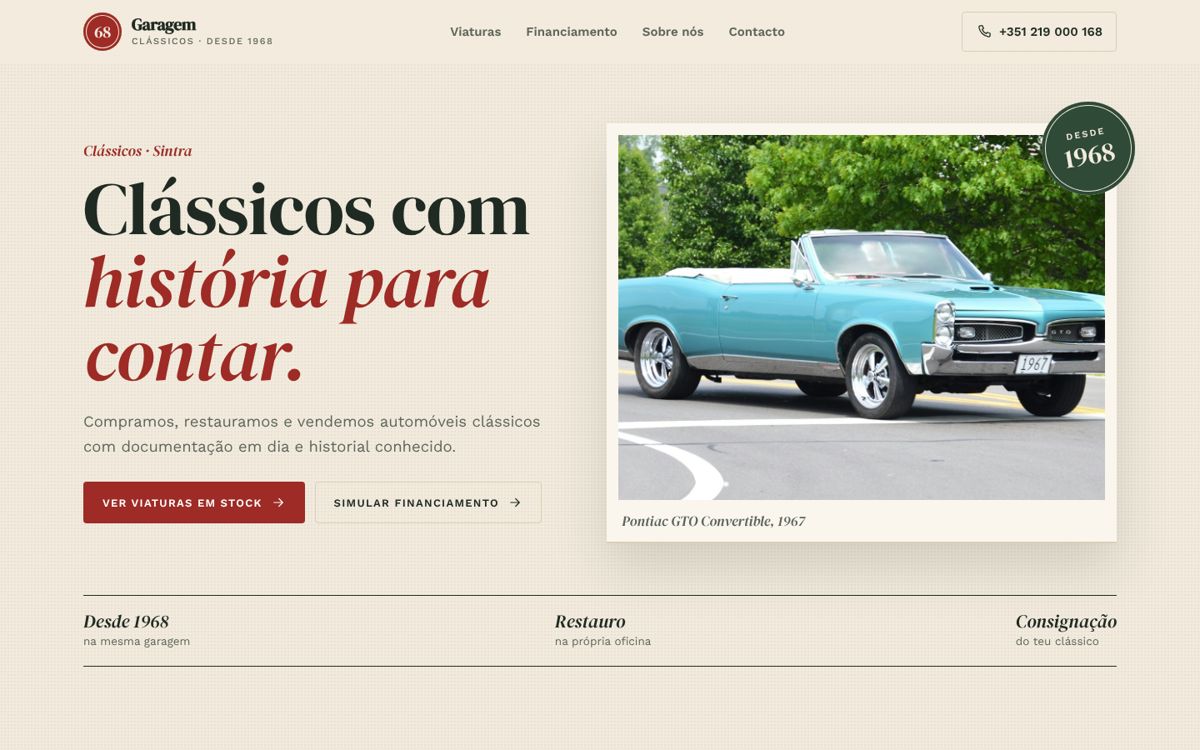 68
Garagem
CLÁSSICOS · DESDE 1968
Viaturas
Financiamento
Sobre nós
Contacto
+351 219 000 168
DESDE
1968
Clássicos · Sintra
Clássicos com
história para
contar.
Compramos, restauramos e vendemos automóveis clássicos
com documentação em dia e historial conhecido.
VER VIATURAS EM STOCK →
SIMULAR FINANCIAMENTO →
GTO
1967
Pontiac GTO Convertible, 1967
Desde 1968
na mesma garagem
Restauro
na própria oficina
Consignação
do teu clássico